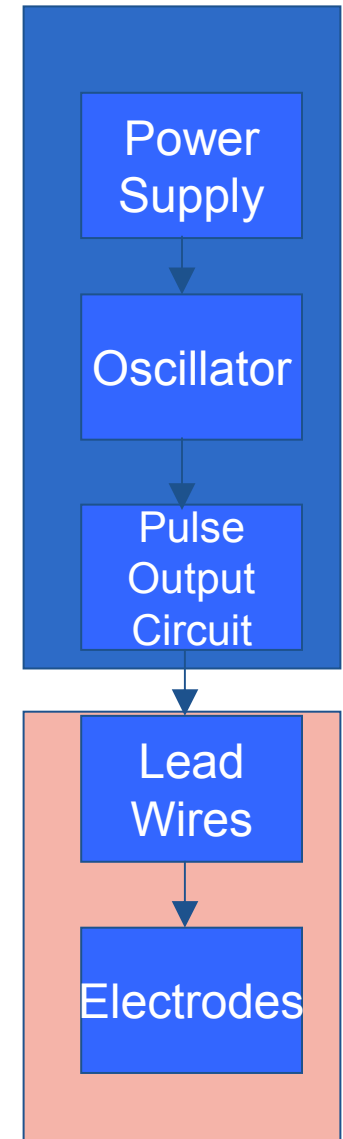 Power
Supply
Oscillator
Pulse
Output
Circuit
Lead
Wires
Electrodes